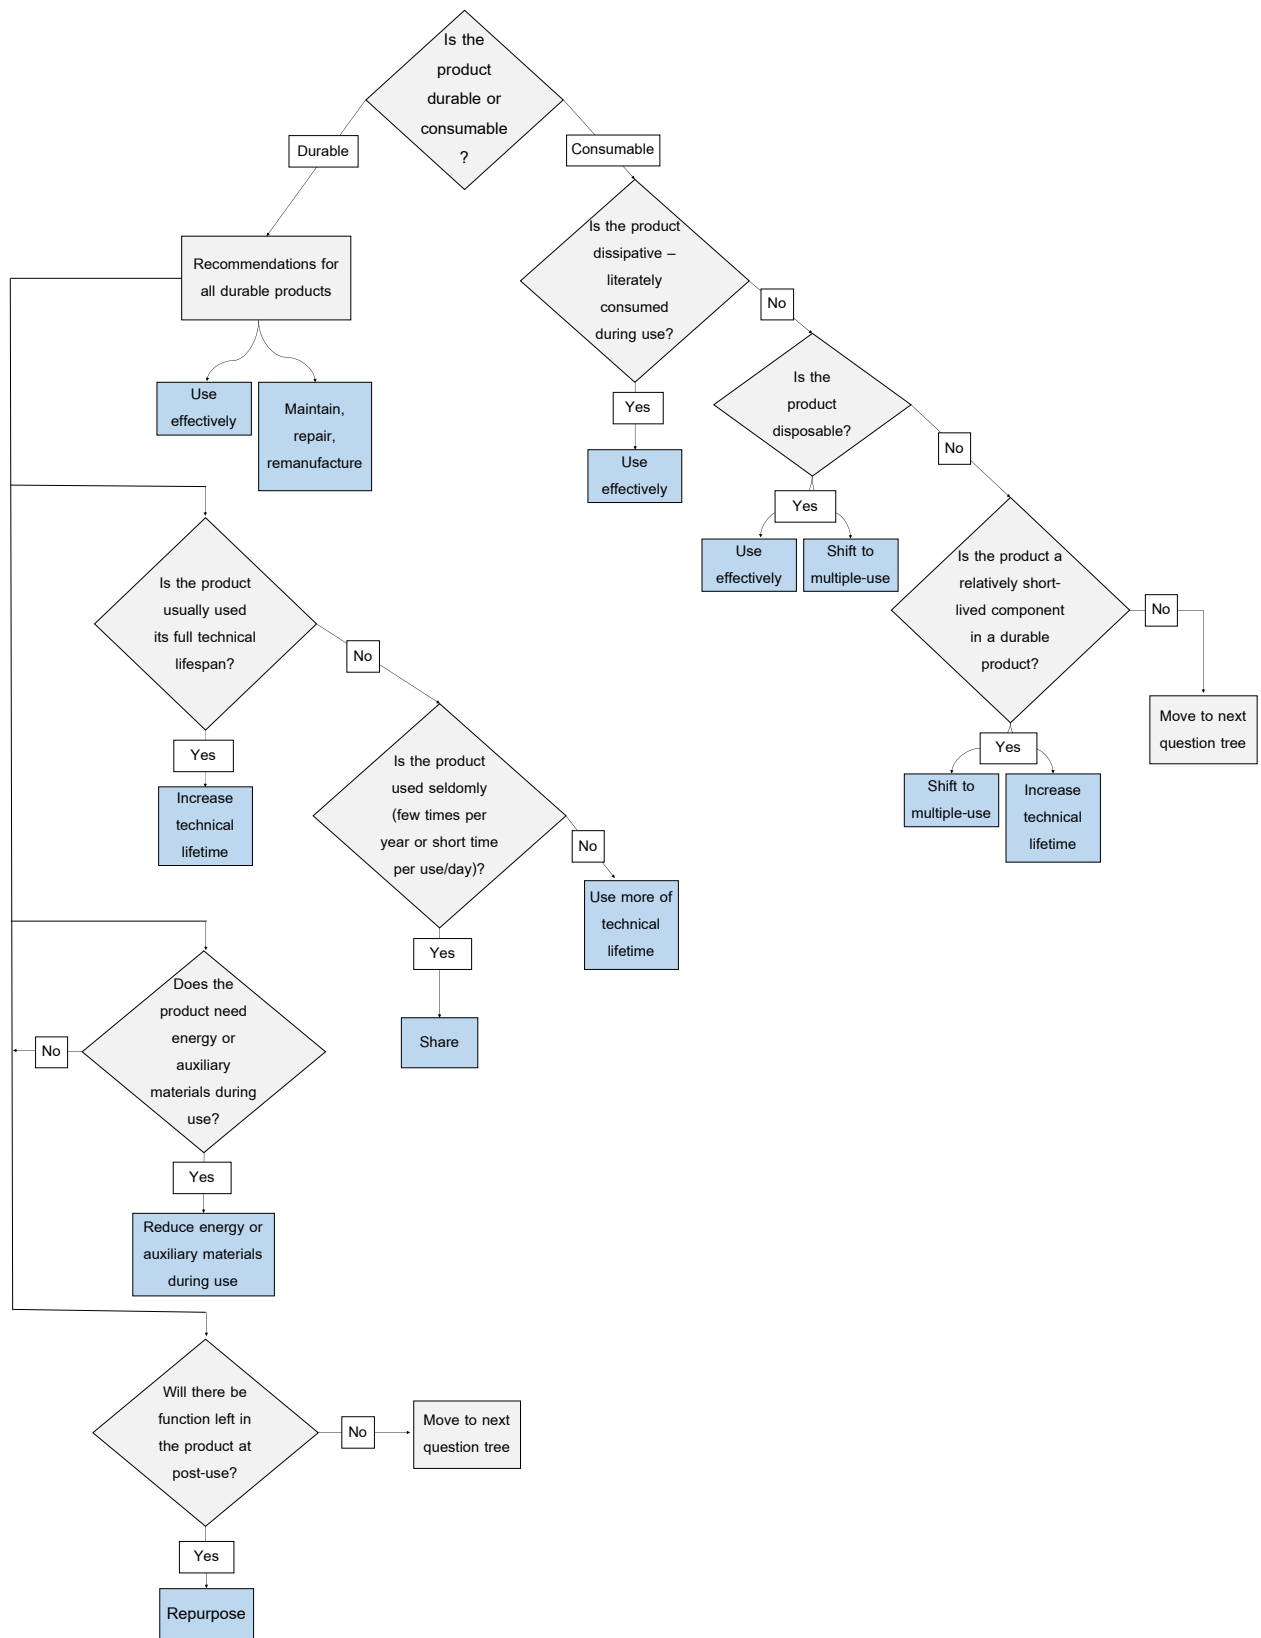 Is the
product
durable or
consumable
?
Durable
Consumable
Recommendations for
all durable products
Use
effectively
Maintain,
repair,
remanufacture
Is the product
dissipative –
literately
consumed
during use?
No
Yes
Use
effectively
Is the
product
disposable?
No
Yes
Use
effectively
Shift to
multiple-use
Is the product a
relatively short-
lived component
in a durable
product?
No
Move to next
question tree
Yes
Shift to
multiple-use
Increase
technical
lifetime
Is the product
usually used
its full technical
lifespan?
No
Yes
Increase
technical
lifetime
Is the product
used seldomly
(few times per
year or short time
per use/day)?
No
Use more of
technical
lifetime
Yes
Share
Does the
product need
energy or
auxiliary
materials during
use?
No
Yes
Reduce energy or
auxiliary materials
during use
Will there be
function left in
the product at
post-use?
No
Move to next
question tree
Yes
Repurpose